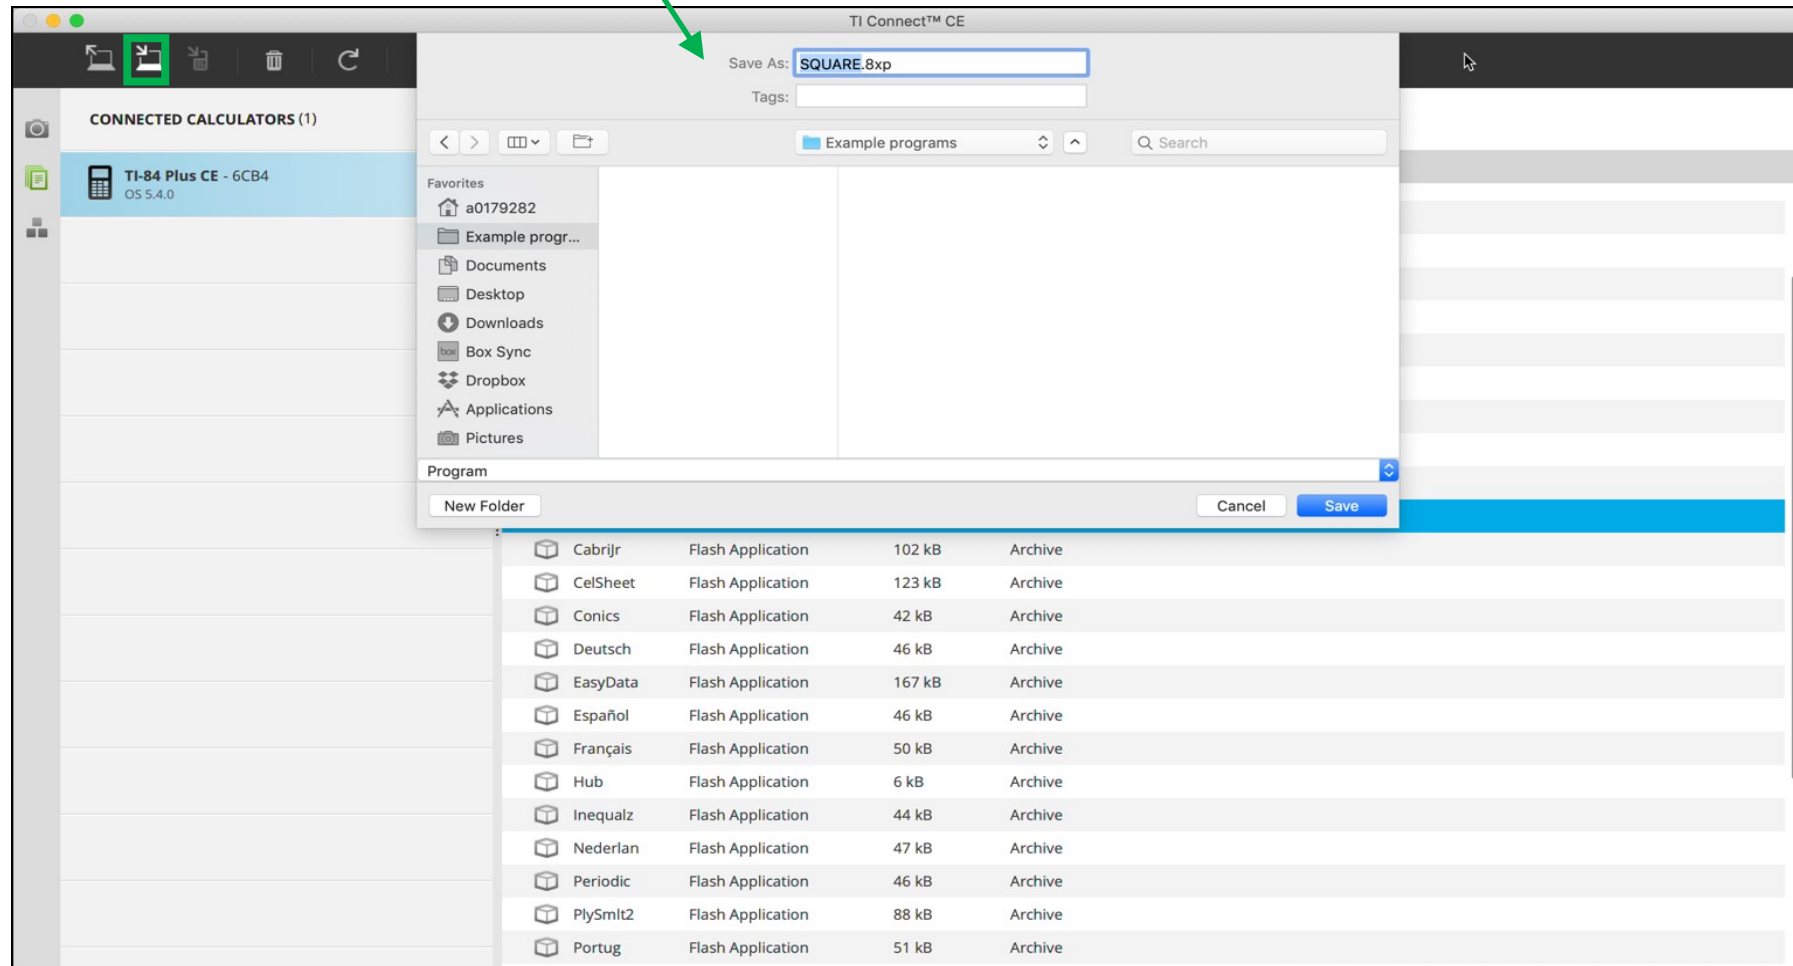 TI Connect™ CE
Save As: SQUARE.8xp
Tags:
CONNECTED CALCULATORS (1)
Example programs
Search
TI-84 Plus CE - 6CB4
OS 5.4.0
Favorites
a0179282
Example progr...
Documents
Desktop
Downloads
box Box Sync
Dropbox
Applications
Pictures
Program
New Folder Cancel Save
CabriJr Flash Application 102 kB Archive
CelSheet Flash Application 123 kB Archive
Conics Flash Application 42 kB Archive
Deutsch Flash Application 46 kB Archive
EasyData Flash Application 167 kB Archive
Español Flash Application 46 kB Archive
Français Flash Application 50 kB Archive
Hub Flash Application 6 kB Archive
Inequalz Flash Application 44 kB Archive
Nederlan Flash Application 47 kB Archive
Periodic Flash Application 46 kB Archive
PlySmlt2 Flash Application 88 kB Archive
Portug Flash Application 51 kB Archive